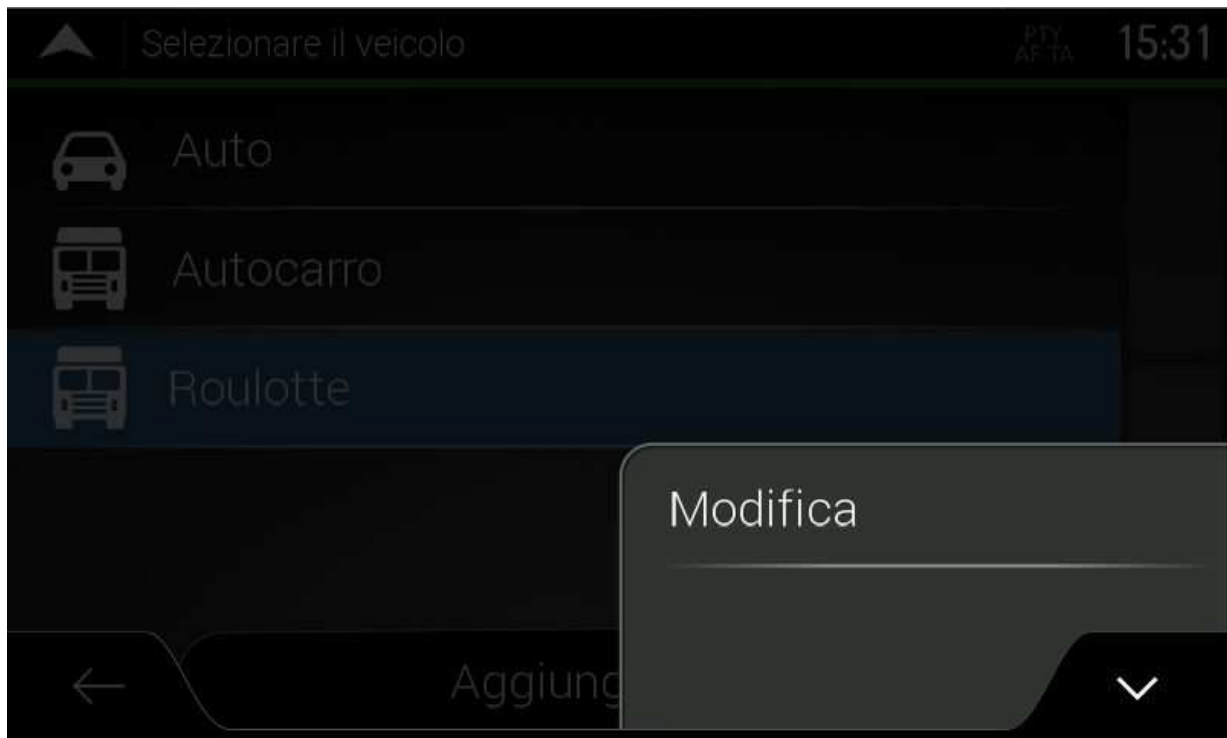 Selezionare il veicolo
PTY
AF TA
15:31
Auto
Autocarro
Roulotte
Modifica
Aggiung